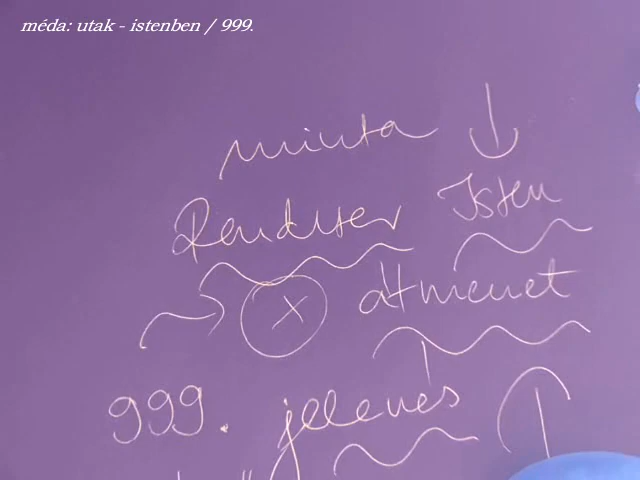 méda: utak - istenben / 999.
minta
Rendszer Isten
x átmenet
999. jelenés